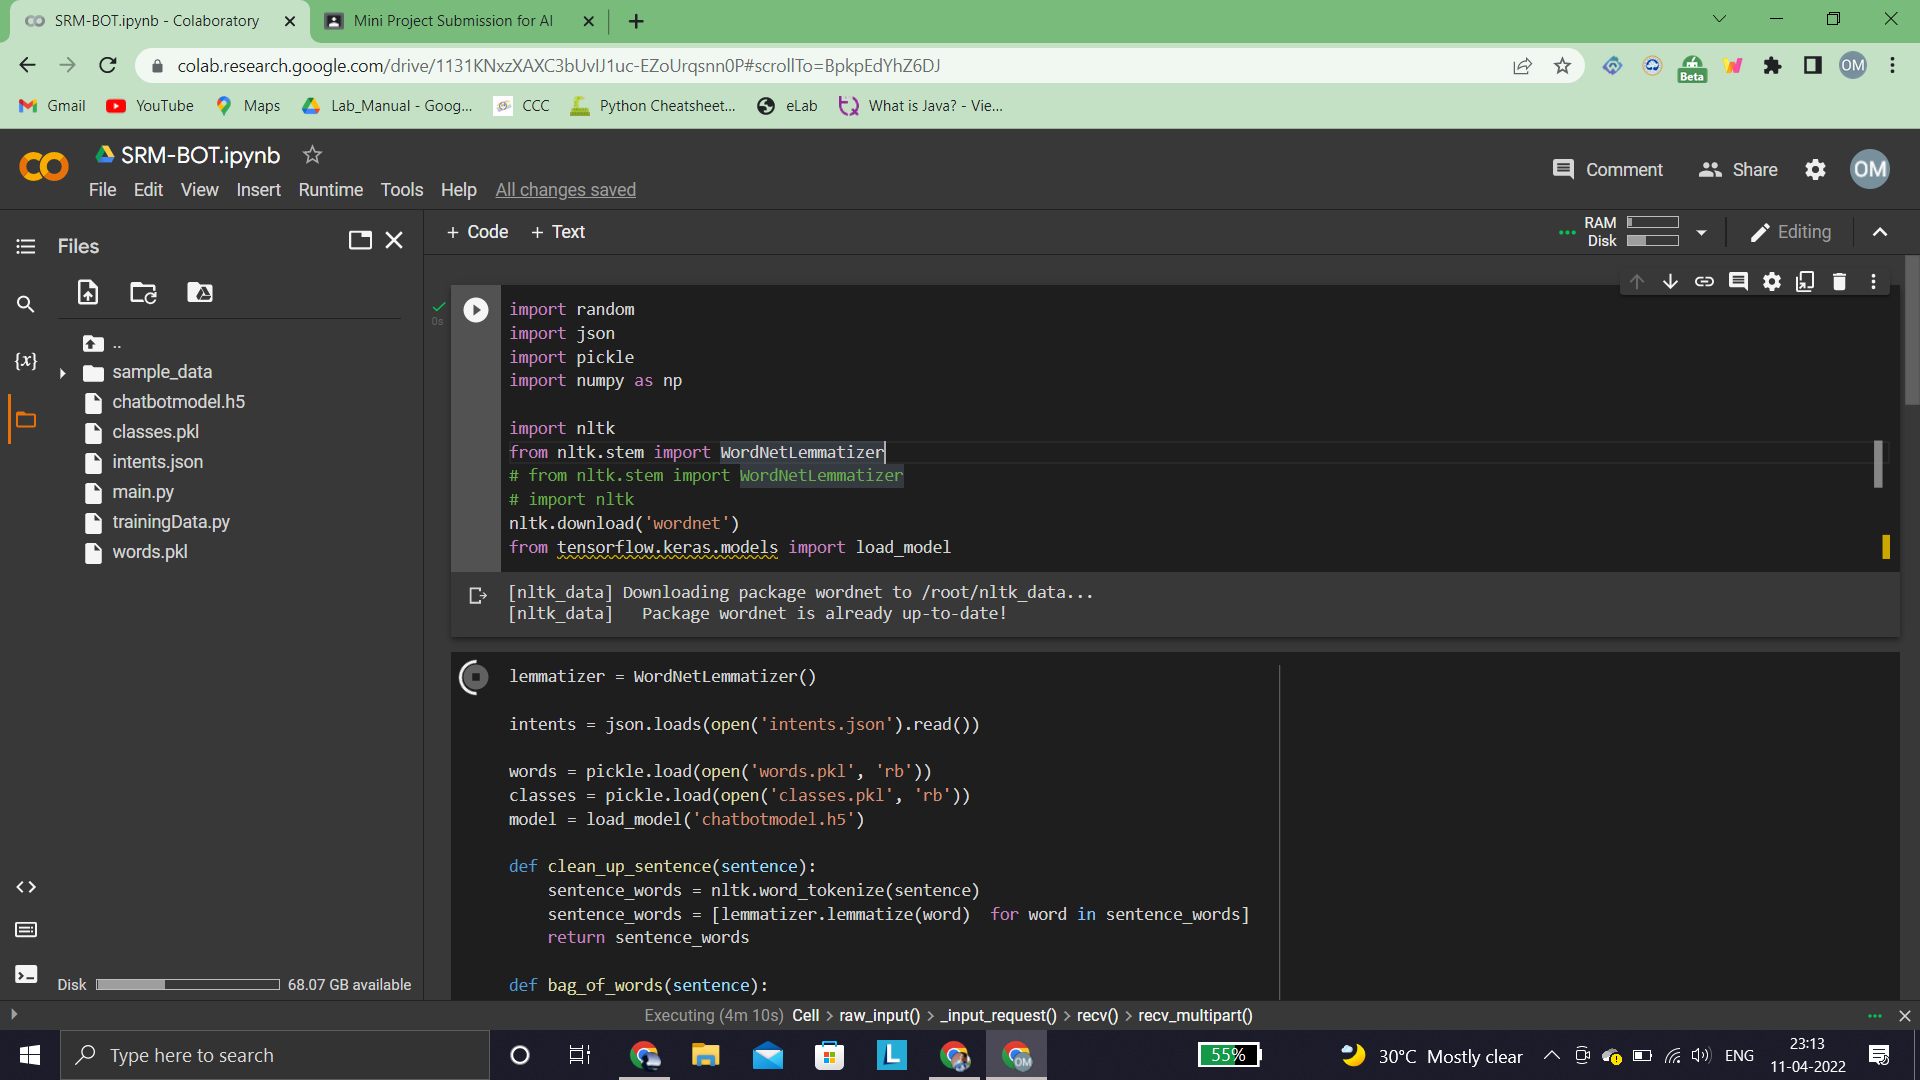 SRM-BOT.ipynb - Colaboratory
Mini Project Submission for AI
colab.research.google.com/drive/1131KNxzXAXC3bUvIJ1uc-EZoUrqsnn0P#scrollTo=BpkpEdYhZ6DJ
Beta
OM
Gmail
YouTube
Maps
Lab_Manual - Goog...
CCC
Python Cheatsheet...
eLab
What is Java? - Vie...
SRM-BOT.ipynb
File Edit View Insert Runtime Tools Help All changes saved
Comment
Share
OM
Files
+ Code + Text
RAM
Disk
Editing
..
sample_data
chatbotmodel.h5
classes.pkl
intents.json
main.py
trainingData.py
words.pkl
{x}
Disk 68.07 GB available
0s
import random
import json
import pickle
import numpy as np
import nltk
from nltk.stem import WordNetLemmatizer
# from nltk.stem import WordNetLemmatizer
# import nltk
nltk.download('wordnet')
from tensorflow.keras.models import load_model
[nltk_data] Downloading package wordnet to /root/nltk_data...
[nltk_data]   Package wordnet is already up-to-date!
lemmatizer = WordNetLemmatizer()
intents = json.loads(open('intents.json').read())
words = pickle.load(open('words.pkl', 'rb'))
classes = pickle.load(open('classes.pkl', 'rb'))
model = load_model('chatbotmodel.h5')
def clean_up_sentence(sentence):
    sentence_words = nltk.word_tokenize(sentence)
    sentence_words = [lemmatizer.lemmatize(word)  for word in sentence_words]
    return sentence_words
def bag_of_words(sentence):
Executing (4m 10s) Cell > raw_input() > _input_request() > recv() > recv_multipart()
Type here to search
L
OM
55%
30°C Mostly clear
ENG
23:13
11-04-2022